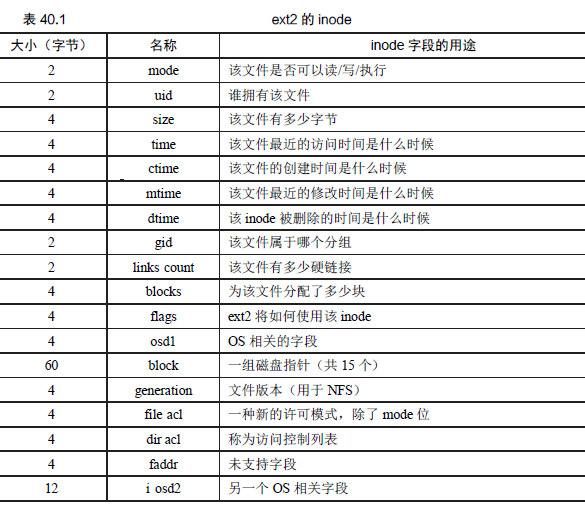 表 40.1 ext2 的 inode
大小（字节） 名称 inode 字段的用途
2 mode 该文件是否可以读/写/执行
2 uid 谁拥有该文件
4 size 该文件有多少字节
4 time 该文件最近的访问时间是什么时候
4 ctime 该文件的创建时间是什么时候
4 mtime 该文件最近的修改时间是什么时候
4 dtime 该 inode 被删除的时间是什么时候
2 gid 该文件属于哪个分组
2 links count 该文件有多少硬链接
4 blocks 为该文件分配了多少块
4 flags ext2 将如何使用该 inode
4 osd1 OS 相关的字段
60 block 一组磁盘指针（共 15 个）
4 generation 文件版本（用于 NFS）
4 file acl 一种新的许可模式，除了 mode 位
4 dir acl 称为访问控制列表
4 faddr 未支持字段
12 i osd2 另一个 OS 相关字段